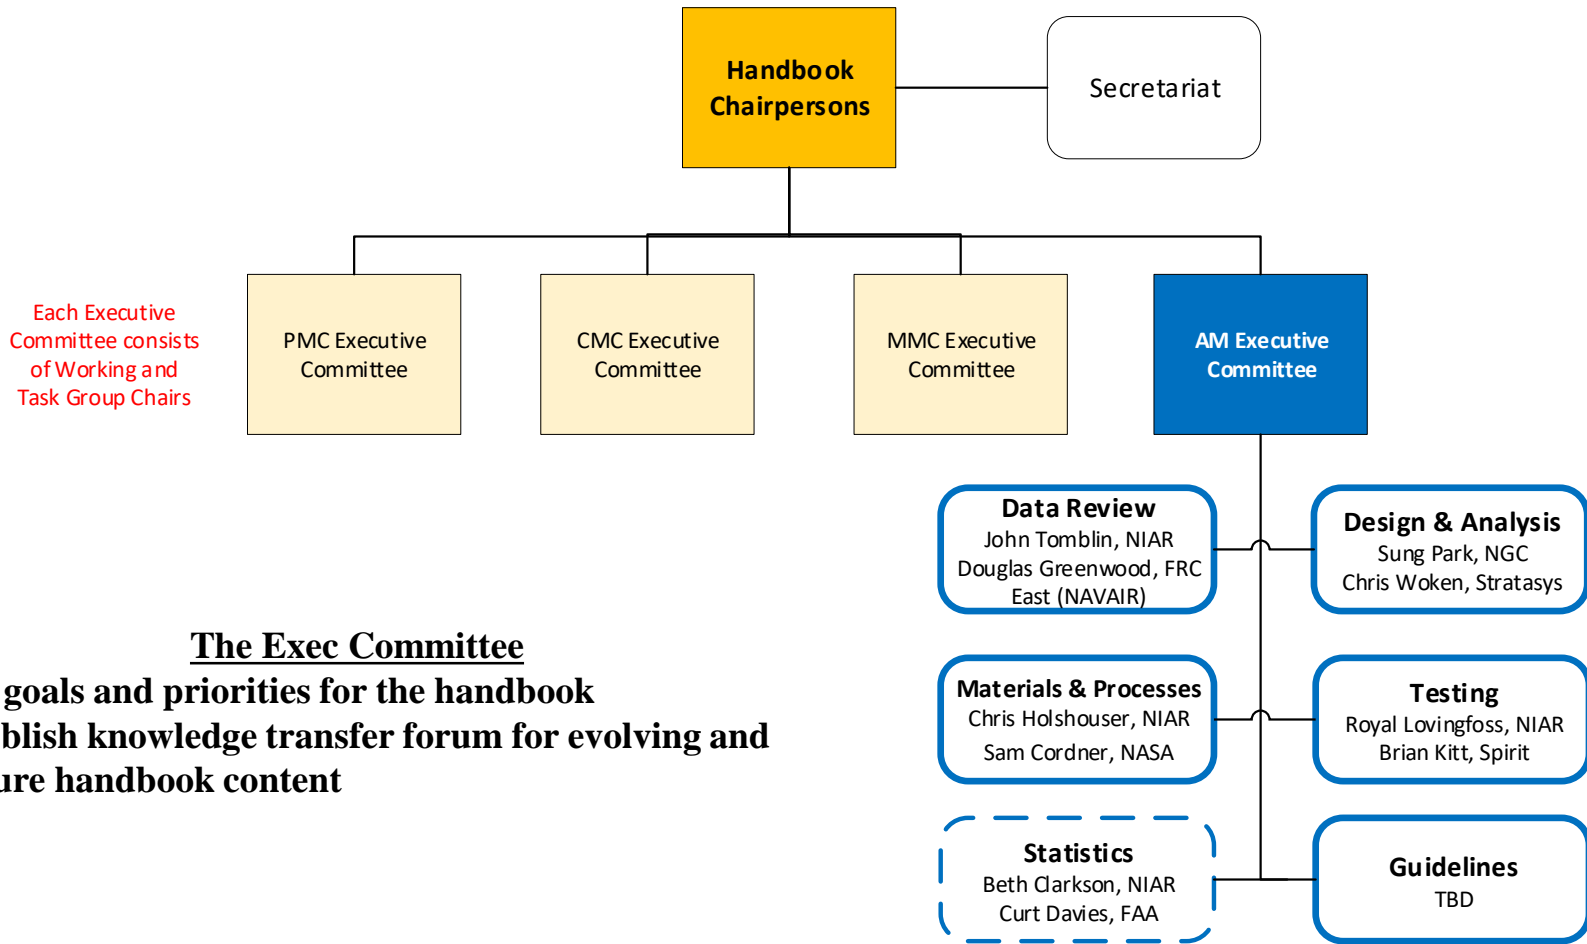 Handbook
Chairpersons
Secretariat
Each Executive
Committee consists
of Working and
Task Group Chairs
PMC Executive
Committee
CMC Executive
Committee
MMC Executive
Committee
AM Executive
Committee
Data Review
John Tomblin, NIAR
Douglas Greenwood, FRC
East (NAVAIR)
Design & Analysis
Sung Park, NGC
Chris Woken, Stratasys
The Exec Committee
goals and priorities for the handbook
blish knowledge transfer forum for evolving and
ure handbook content
Materials & Processes
Chris Holshouser, NIAR
Sam Cordner, NASA
Testing
Royal Lovingfoss, NIAR
Brian Kitt, Spirit
Statistics
Beth Clarkson, NIAR
Curt Davies, FAA
Guidelines
TBD